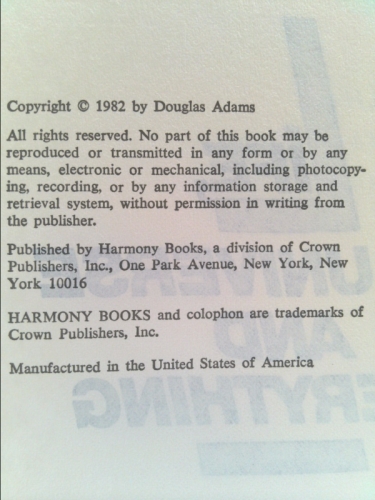 Copyright © 1982 by Douglas Adams
All rights reserved. No part of this book may be
reproduced or transmitted in any form or by any
means, electronic or mechanical, including photocopy-
ing, recording, or by any information storage and
retrieval system, without permission in writing from
the publisher.
Published by Harmony Books, a division of Crown
Publishers, Inc., One Park Avenue, New York, New
York 10016
HARMONY BOOKS and colophon are trademarks of
Crown Publishers, Inc.
Manufactured in the United States of America
UNIVERSE
AND
ERYTHING